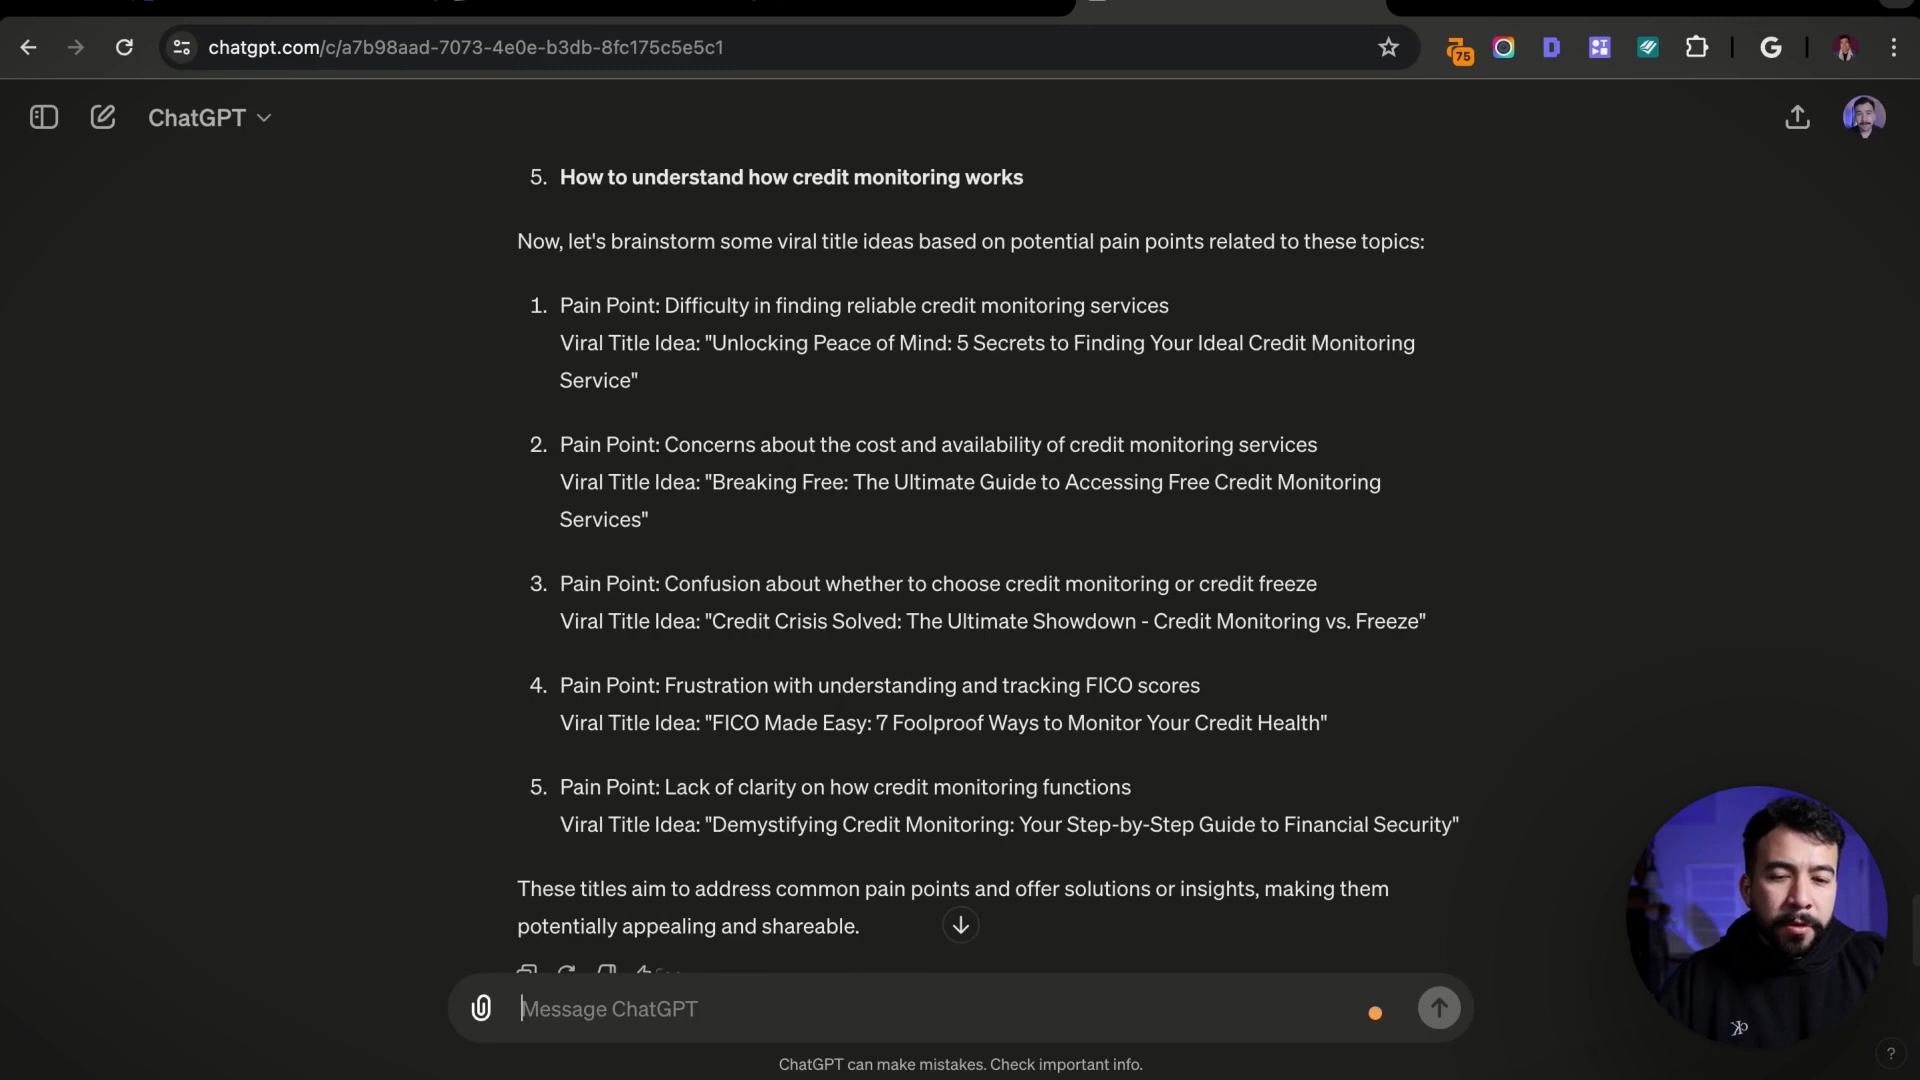 chatgpt.com/c/a7b98aad-7073-4e0e-b3db-8fc175c5e5c1
75
D
G
ChatGPT
5. How to understand how credit monitoring works
Now, let's brainstorm some viral title ideas based on potential pain points related to these topics:
1. Pain Point: Difficulty in finding reliable credit monitoring services
Viral Title Idea: "Unlocking Peace of Mind: 5 Secrets to Finding Your Ideal Credit Monitoring
Service"
2. Pain Point: Concerns about the cost and availability of credit monitoring services
Viral Title Idea: "Breaking Free: The Ultimate Guide to Accessing Free Credit Monitoring
Services"
3. Pain Point: Confusion about whether to choose credit monitoring or credit freeze
Viral Title Idea: "Credit Crisis Solved: The Ultimate Showdown - Credit Monitoring vs. Freeze"
4. Pain Point: Frustration with understanding and tracking FICO scores
Viral Title Idea: "FICO Made Easy: 7 Foolproof Ways to Monitor Your Credit Health"
5. Pain Point: Lack of clarity on how credit monitoring functions
Viral Title Idea: "Demystifying Credit Monitoring: Your Step-by-Step Guide to Financial Security"
These titles aim to address common pain points and offer solutions or insights, making them
potentially appealing and shareable.
Message ChatGPT
ChatGPT can make mistakes. Check important info.
?